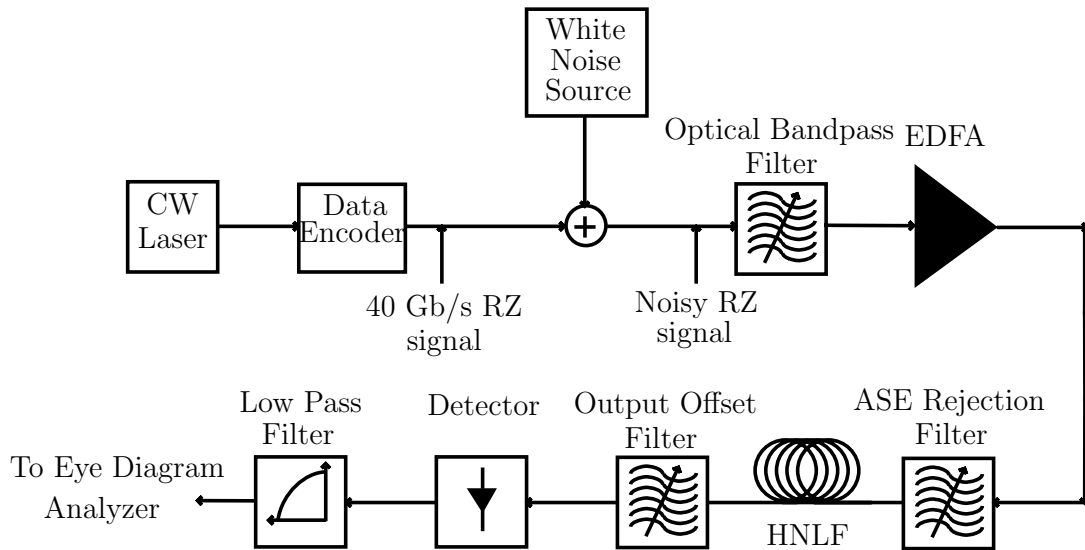 White
Noise
Source
Optical Bandpass
Filter
EDFA
CW
Laser
Data
Encoder
+
40 Gb/s RZ
signal
Noisy RZ
signal
Low Pass
Filter
Detector
Output Offset
Filter
ASE Rejection
Filter
To Eye Diagram
Analyzer
HNLF